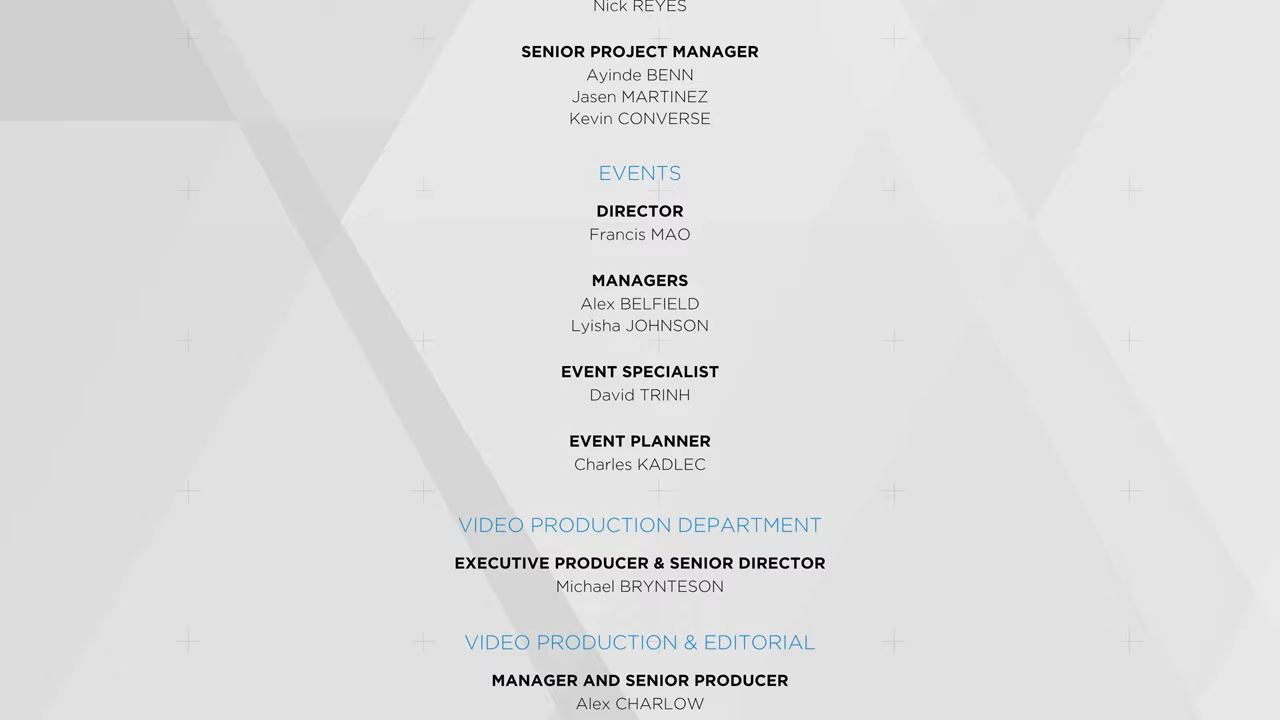 Nick REYES
SENIOR PROJECT MANAGER
Ayinde BENN
Jasen MARTINEZ
Kevin CONVERSE
EVENTS
DIRECTOR
Francis MAO
MANAGERS
Alex BELFIELD
Lyisha JOHNSON
EVENT SPECIALIST
David TRINH
EVENT PLANNER
Charles KADLEC
VIDEO PRODUCTION DEPARTMENT
EXECUTIVE PRODUCER & SENIOR DIRECTOR
Michael BRYNTESON
VIDEO PRODUCTION & EDITORIAL
MANAGER AND SENIOR PRODUCER
Alex CHARLOW